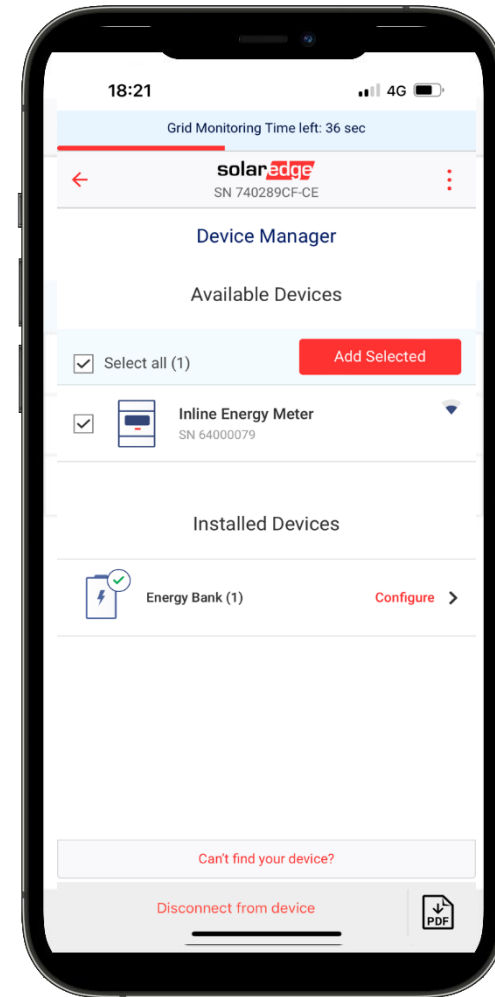 18:21
4G
Grid Monitoring Time left: 36 sec
solaredge
SN 740289CF-CE
Device Manager
Available Devices
Select all (1)
Add Selected
Inline Energy Meter
SN 64000079
Installed Devices
Energy Bank (1)
Configure
Can't find your device?
Disconnect from device
PDF